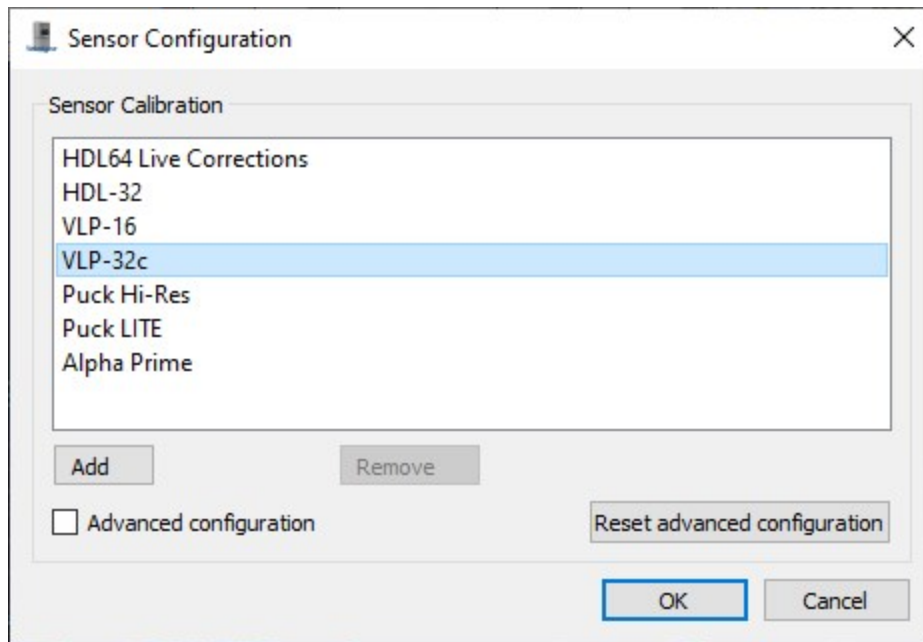 Sensor Configuration
Sensor Calibration
HDL64 Live Corrections
HDL-32
VLP-16
VLP-32c
Puck Hi-Res
Puck LITE
Alpha Prime
Add
Remove
Advanced configuration
Reset advanced configuration
OK
Cancel